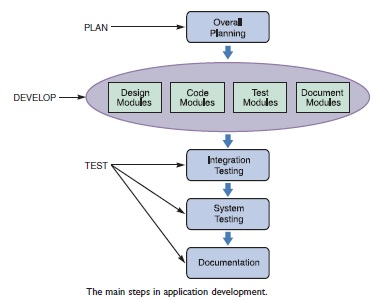 PLAN
Overall
Planning
DEVELOP
Design
Modules
Code
Modules
Test
Modules
Document
Modules
TEST
Integration
Testing
System
Testing
Documentation
The main steps in application development.